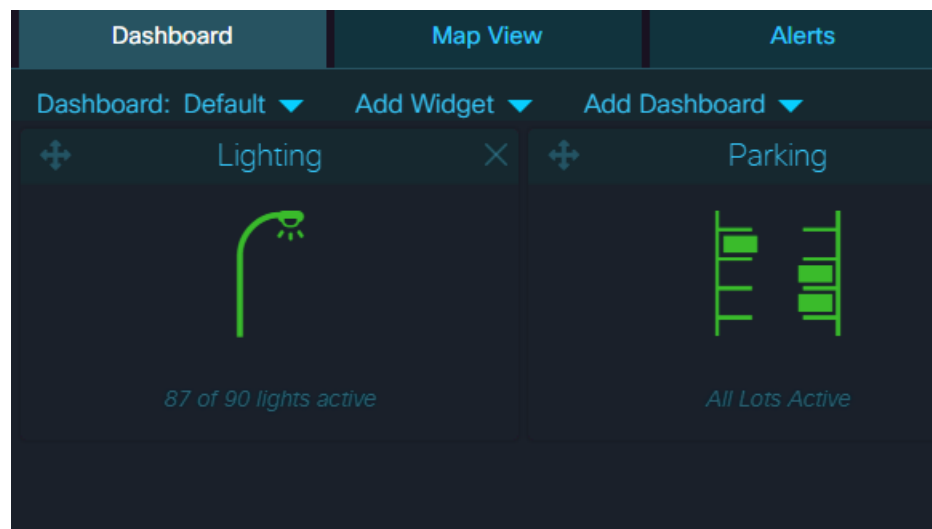 Dashboard Map View Alerts
Dashboard: Default Add Widget Add Dashboard
Lighting Parking
87 of 90 lights active All Lots Active